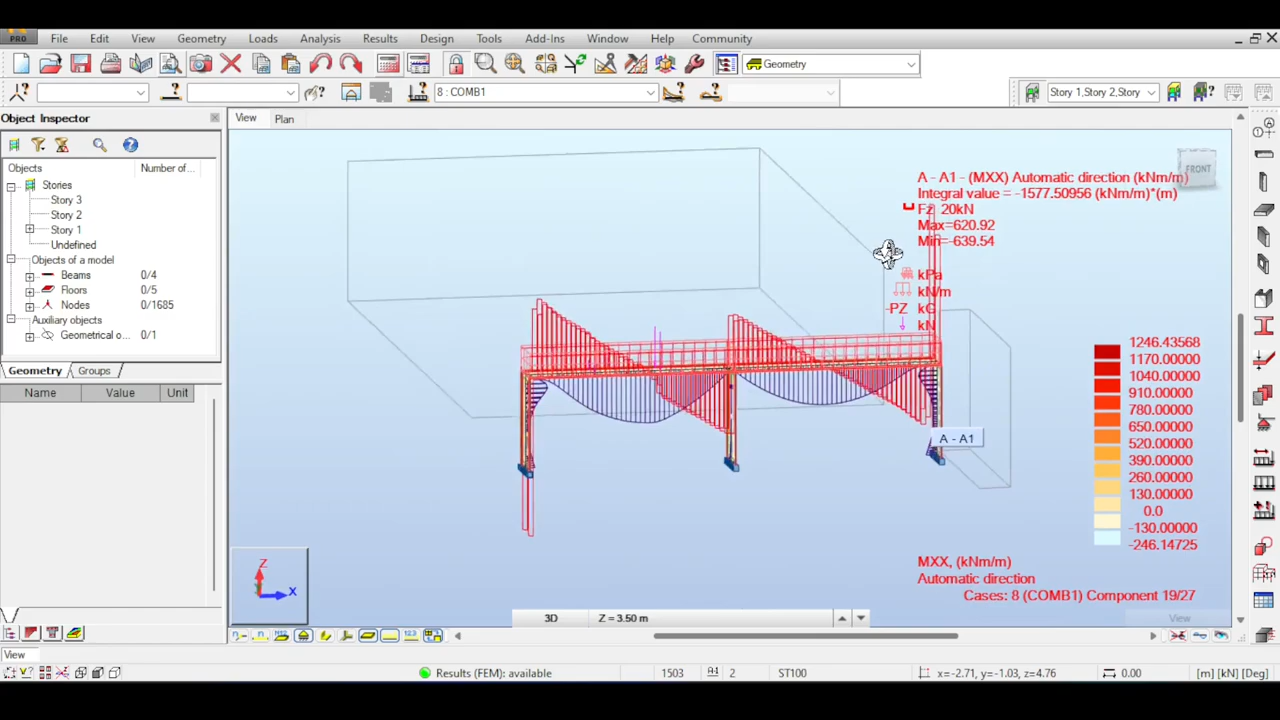 PRO File Edit View Geometry Loads Analysis Results Design Tools Add-Ins Window Help Community
Geometry
8 : COMB1
Story 1,Story 2,Story
Object Inspector
View Plan
Objects Number of...
Stories
Story 3
Story 2
Story 1
Undefined
Objects of a model
Beams 0/4
Floors 0/5
Nodes 0/1685
Auxiliary objects
Geometrical o... 0/1
Geometry Groups
Name Value Unit
FRONT
A - A1 - (MXX) Automatic direction (kNm/m)
Integral value = -1577.50956 (kNm/m)*(m)
Fz 20kN
Max=620.92
Min=-639.54
kPa
kN/m
-PZ kG
kN
A - A1
1246.43568
1170.00000
1040.00000
910.00000
780.00000
650.00000
520.00000
390.00000
260.00000
130.00000
0.0
-130.00000
-246.14725
MXX, (kNm/m)
Automatic direction
Cases: 8 (COMB1) Component 19/27
Z
X
3D Z = 3.50 m
View
View
Results (FEM): available 1503 2 ST100 x=-2.71, y=-1.03, z=4.76 0.00 [m] [kN] [Deg]